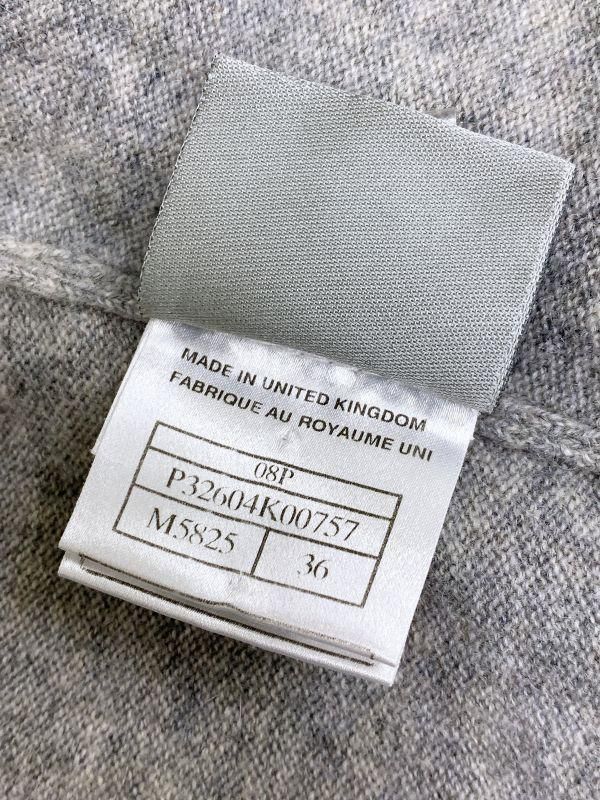 MADE IN UNITED KINGDOM
FABRIQUE AU ROYAUME UNI
08P
P32604K00757
M5825 36